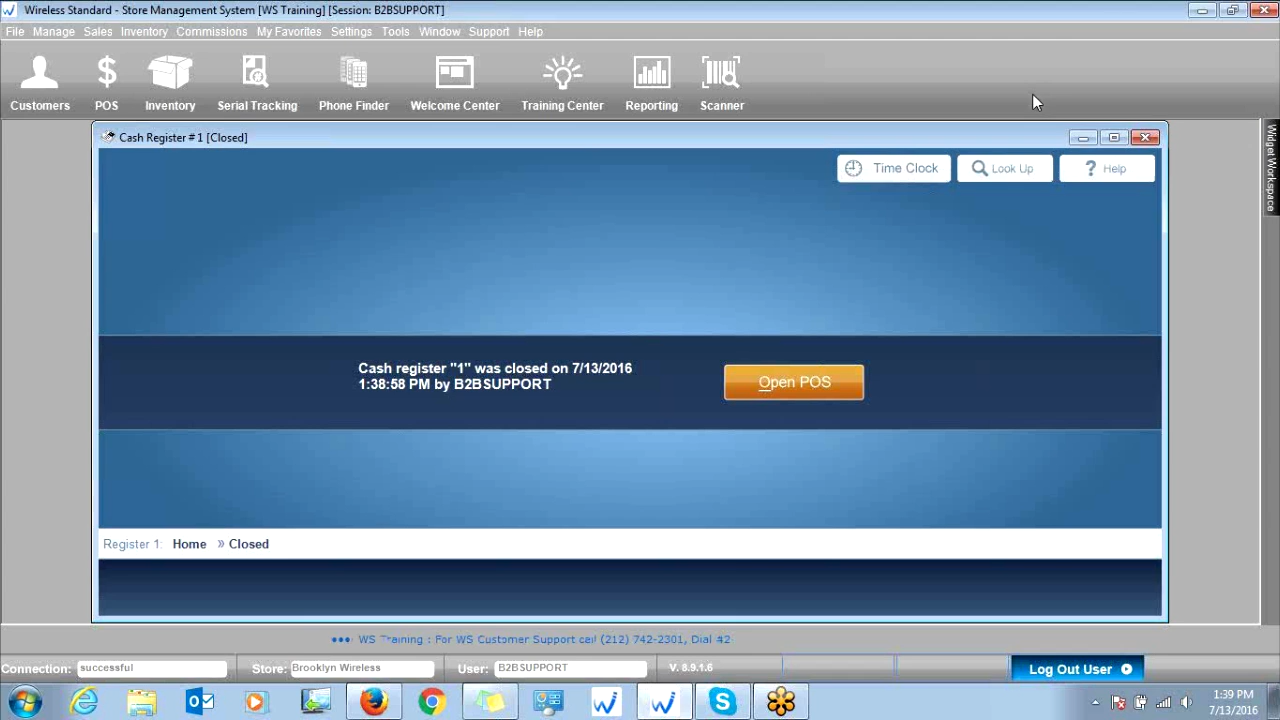 Wireless Standard - Store Management System [WS Training] [Session: B2BSUPPORT]
File Manage Sales Inventory Commissions My Favorites Settings Tools Window Support Help
Customers POS Inventory Serial Tracking Phone Finder Welcome Center Training Center Reporting Scanner
Cash Register # 1 [Closed]
Widget Workspace
Time Clock Look Up Help
Cash register "1" was closed on 7/13/2016
1:38:58 PM by B2BSUPPORT
Open POS
Register 1: Home » Closed
WS Training : For WS Customer Support call (212) 742-2301, Dial #2
Connection: successful Store: Brooklyn Wireless User: B2BSUPPORT V. 8.9.1.6 Log Out User
1:39 PM
7/13/2016